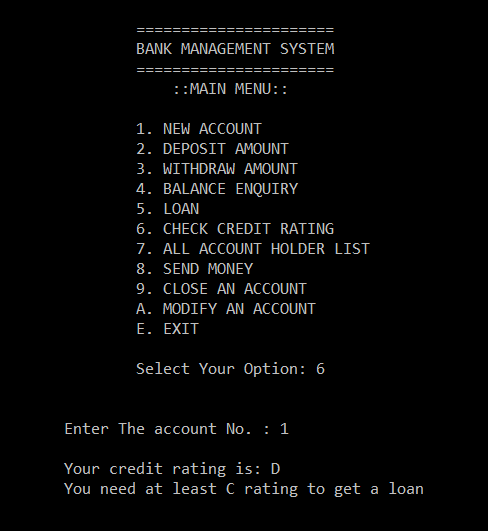 ======================
BANK MANAGEMENT SYSTEM
======================
::MAIN MENU::
1. NEW ACCOUNT
2. DEPOSIT AMOUNT
3. WITHDRAW AMOUNT
4. BALANCE ENQUIRY
5. LOAN
6. CHECK CREDIT RATING
7. ALL ACCOUNT HOLDER LIST
8. SEND MONEY
9. CLOSE AN ACCOUNT
A. MODIFY AN ACCOUNT
E. EXIT
Select Your Option: 6
Enter The account No. : 1
Your credit rating is: D
You need at least C rating to get a loan